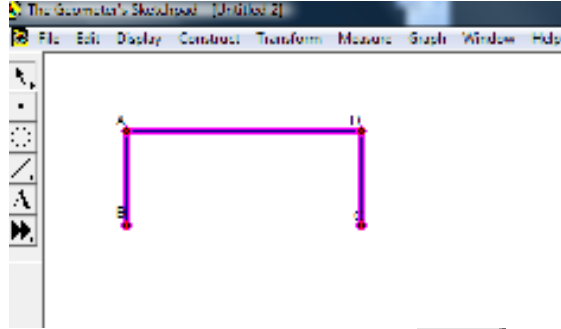 The Geometer's Sketchpad - [Untitled 2]
File Edit Display Construct Transform Measure Graph Window Help
A D
B C